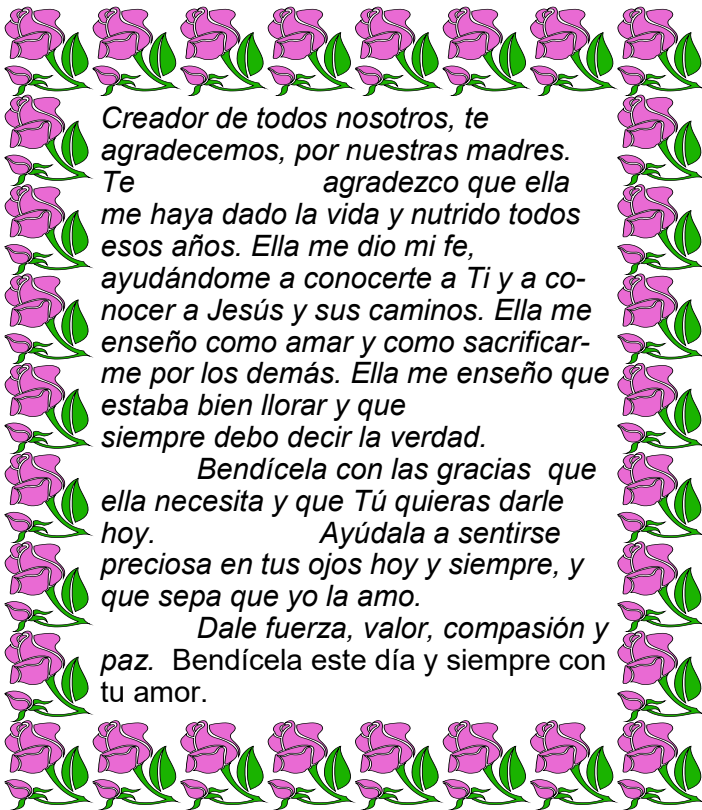 Creador de todos nosotros, te
agradecemos, por nuestras madres.
Te agradezco que ella
me haya dado la vida y nutrido todos
esos años. Ella me dio mi fe,
ayudándome a conocerte a Ti y a co-
nocer a Jesús y sus caminos. Ella me
enseño como amar y como sacrificar-
me por los demás. Ella me enseño que
estaba bien llorar y que
siempre debo decir la verdad.
Bendícela con las gracias que
ella necesita y que Tú quieras darle
hoy. Ayúdala a sentirse
preciosa en tus ojos hoy y siempre, y
que sepa que yo la amo.
Dale fuerza, valor, compasión y
paz. Bendícela este día y siempre con
tu amor.